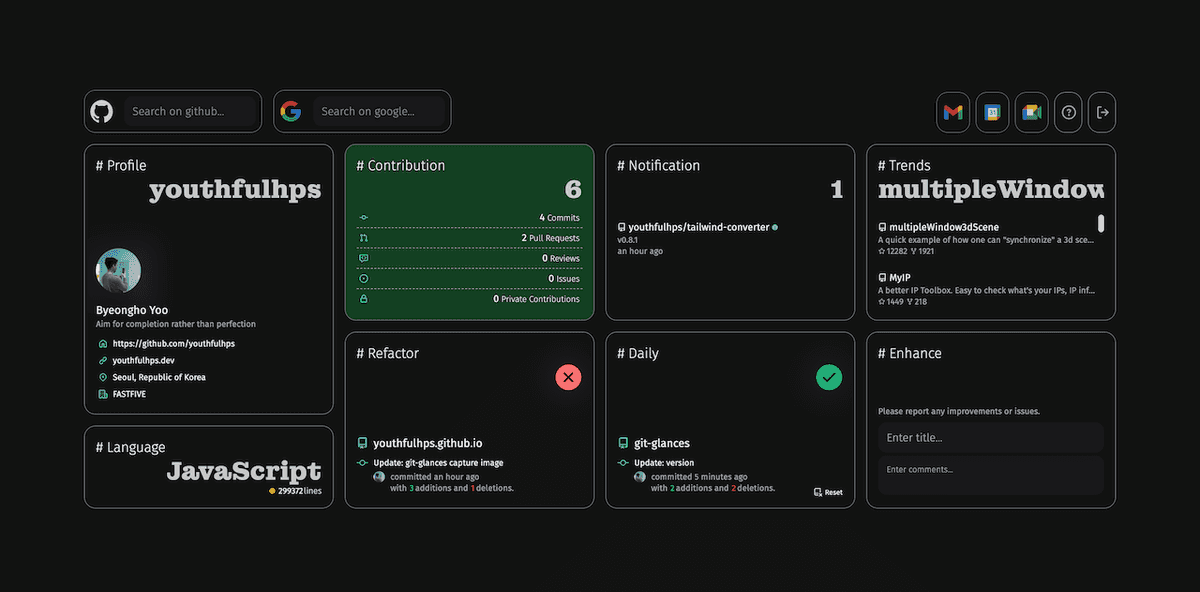 Search on github...
Search on google...
31
# Profile
youthfulhps
Byeongho Yoo
Aim for completion rather than perfection
https://github.com/youthfulhps
youthfulhps.dev
Seoul, Republic of Korea
FASTFIVE
# Language
JavaScript
299372 lines
# Contribution
6
4 Commits
2 Pull Requests
0 Reviews
0 Issues
0 Private Contributions
# Refactor
youthfulhps.github.io
Update: git-glances capture image
committed an hour ago
with 3 additions and 1 deletions.
# Notification
1
youthfulhps/tailwind-converter
v0.8.1
an hour ago
# Daily
git-glances
Update: version
committed 5 minutes ago
with 2 additions and 2 deletions.
Reset
# Trends
multipleWindow
multipleWindow3dScene
A quick example of how one can "synchronize" a 3d sce...
12282 1921
MyIP
A better IP Toolbox. Easy to check what's your IPs, IP inf...
1449 218
# Enhance
Please report any improvements or issues.
Enter title...
Enter comments...